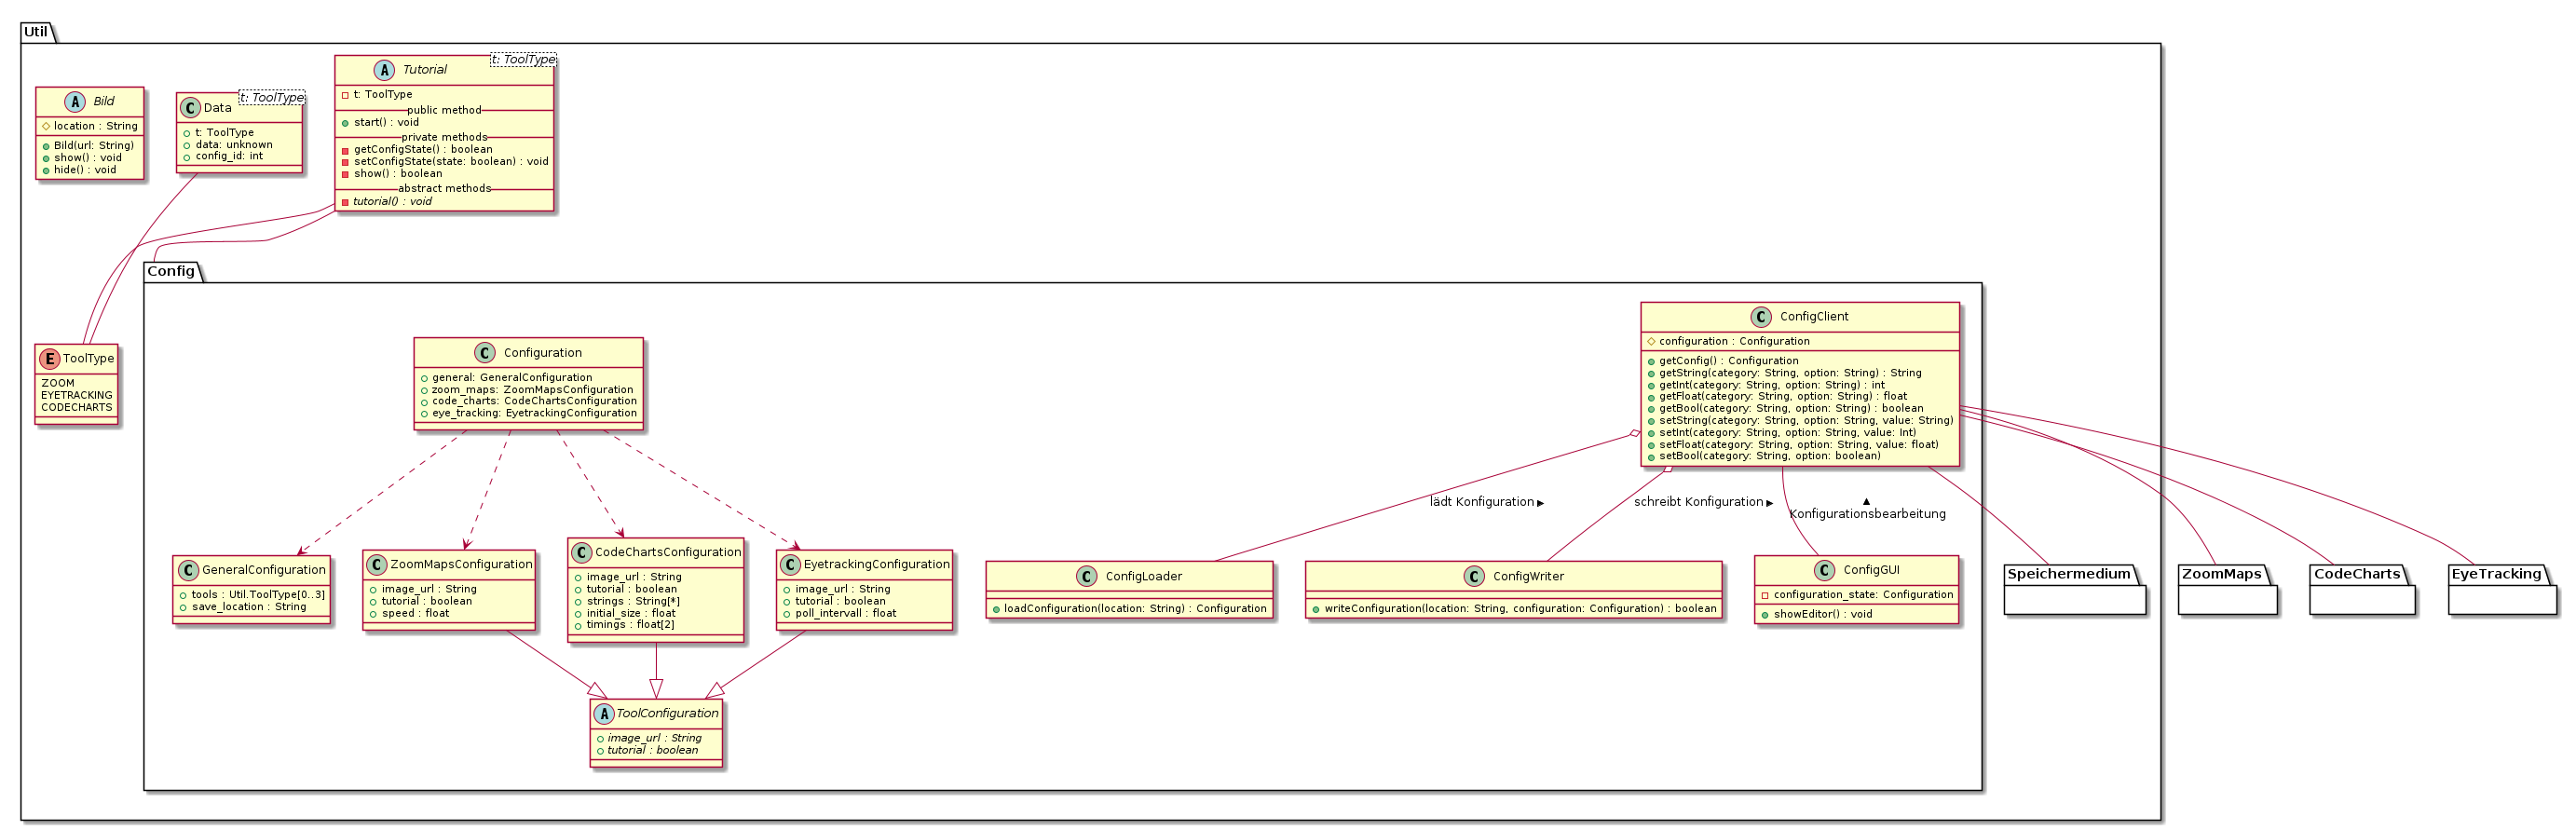 Util
Bild
location : String
Bild(url: String)
show() : void
hide() : void
Data
t: ToolType
t: ToolType
data: unknown
config_id: int
Tutorial
t: ToolType
t: ToolType
public method
start() : void
private methods
getConfigState() : boolean
setConfigState(state: boolean) : void
show() : boolean
abstract methods
tutorial() : void
ToolType
ZOOM
EYETRACKING
CODECHARTS
Config
Configuration
general: GeneralConfiguration
zoom_maps: ZoomMapsConfiguration
code_charts: CodeChartsConfiguration
eye_tracking: EyetrackingConfiguration
ConfigClient
configuration : Configuration
getConfig() : Configuration
getString(category: String, option: String) : String
getInt(category: String, option: String) : int
getFloat(category: String, option: String) : float
getBool(category: String, option: String) : boolean
setString(category: String, option: String, value: String)
setInt(category: String, option: String, value: Int)
setFloat(category: String, option: String, value: float)
setBool(category: String, option: boolean)
lädt Konfiguration
schreibt Konfiguration
Konfigurationsbearbeitung
GeneralConfiguration
tools : Util.ToolType[0..3]
save_location : String
ZoomMapsConfiguration
image_url : String
tutorial : boolean
speed : float
CodeChartsConfiguration
image_url : String
tutorial : boolean
strings : String[*]
initial_size : float
timings : float[2]
EyetrackingConfiguration
image_url : String
tutorial : boolean
poll_intervall : float
ConfigLoader
loadConfiguration(location: String) : Configuration
ConfigWriter
writeConfiguration(location: String, configuration: Configuration) : boolean
ConfigGUI
configuration_state: Configuration
showEditor() : void
Speichermedium
ZoomMaps
CodeCharts
EyeTracking
ToolConfiguration
image_url : String
tutorial : boolean